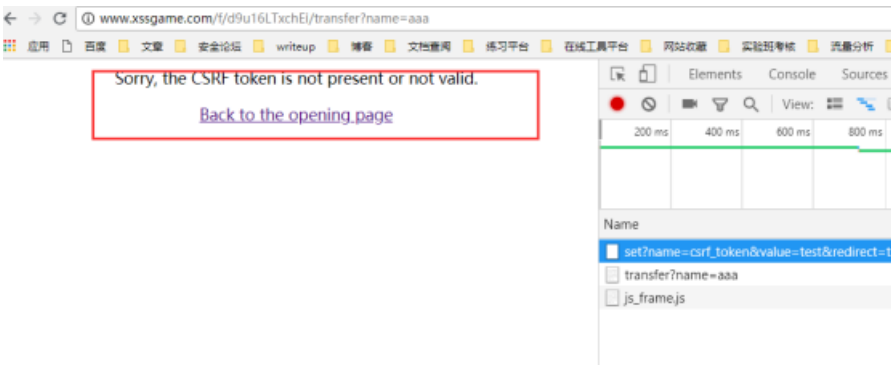 www.xssgame.com/f/d9u16LTxchEi/transfer?name=aaa
应用 百度 文章 安全论坛 writeup 博客 文档查阅 练习平台 在线工具平台 网站收藏 实验班考核 流量分析
Sorry, the CSRF token is not present or not valid.
Back to the opening page
Elements Console Sources
View:
200 ms 400 ms 600 ms 800 ms
Name
set?name=csrf_token&value=test&redirect=t
transfer?name=aaa
js_frame.js